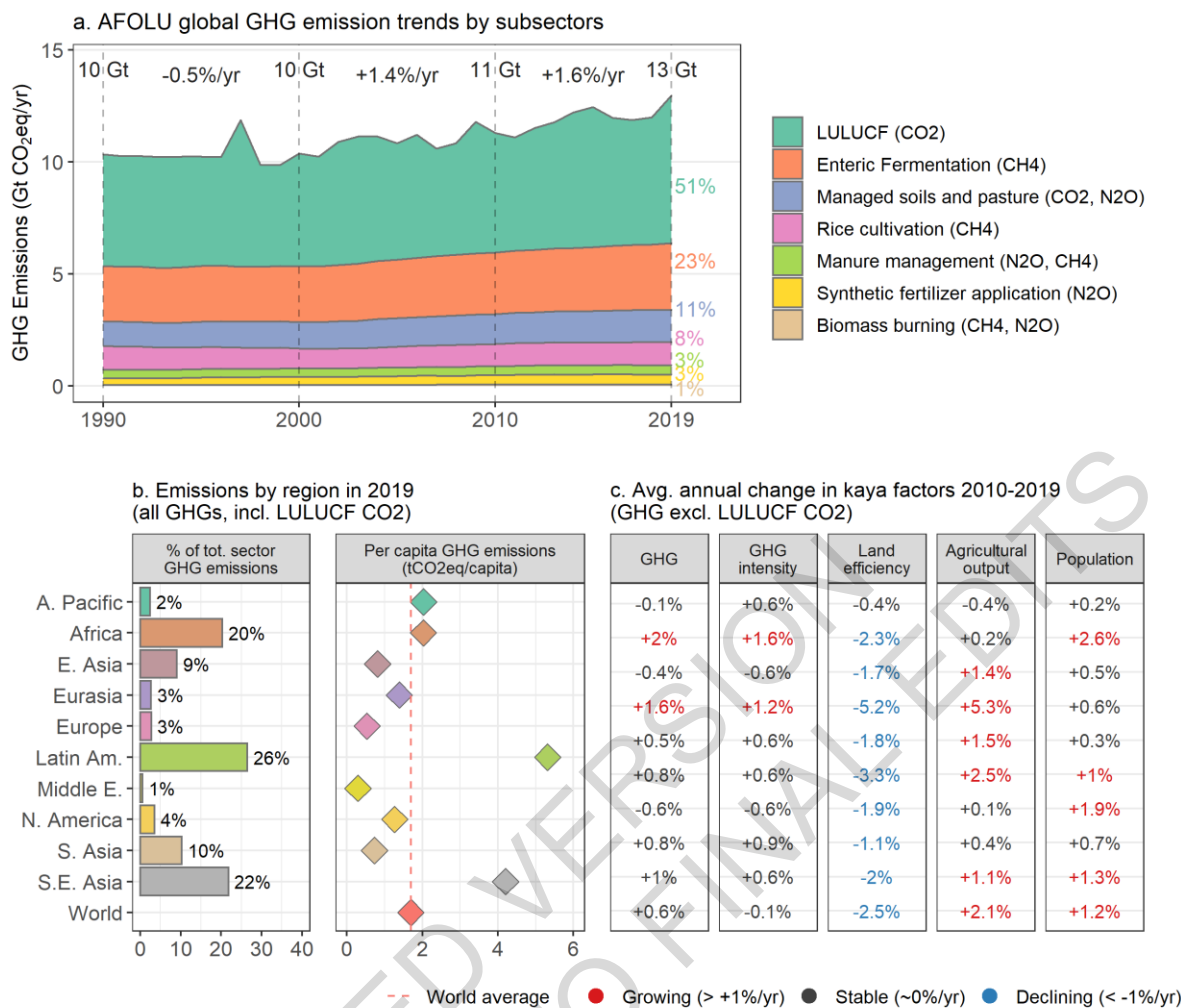 a. AFOLU global GHG emission trends by subsectors
GHG Emissions (Gt CO2eq/yr)
15
10
5
0
10 Gt -0.5%/yr 10 Gt +1.4%/yr 11 Gt +1.6%/yr 13 Gt
51%
23%
11%
8%
3%
3%
1%
1990 2000 2010 2019
LULUCF (CO2)
Enteric Fermentation (CH4)
Managed soils and pasture (CO2, N2O)
Rice cultivation (CH4)
Manure management (N2O, CH4)
Synthetic fertilizer application (N2O)
Biomass burning (CH4, N2O)
b. Emissions by region in 2019
(all GHGs, incl. LULUCF CO2)
% of tot. sector
GHG emissions
Per capita GHG emissions
(tCO2eq/capita)
A. Pacific 2%
Africa 20%
E. Asia 9%
Eurasia 3%
Europe 3%
Latin Am. 26%
Middle E. 1%
N. America 4%
S. Asia 10%
S.E. Asia 22%
World
0 10 20 30 40
0 2 4 6
c. Avg. annual change in kaya factors 2010-2019
(GHG excl. LULUCF CO2)
GHG
GHG
intensity
Land
efficiency
Agricultural
output
Population
-0.1% +0.6% -0.4% -0.4% +0.2%
+2% +1.6% -2.3% +0.2% +2.6%
-0.4% -0.6% -1.7% +1.4% +0.5%
+1.6% +1.2% -5.2% +5.3% +0.6%
+0.5% +0.6% -1.8% +1.5% +0.3%
+0.8% +0.6% -3.3% +2.5% +1%
-0.6% -0.6% -1.9% +0.1% +1.9%
+0.8% +0.9% -1.1% +0.4% +0.7%
+1% +0.6% -2% +1.1% +1.3%
+0.6% -0.1% -2.5% +2.1% +1.2%
World average Growing (> +1%/yr) Stable (~0%/yr) Declining (< -1%/yr)
ED VERSION
O FINAL EDITS